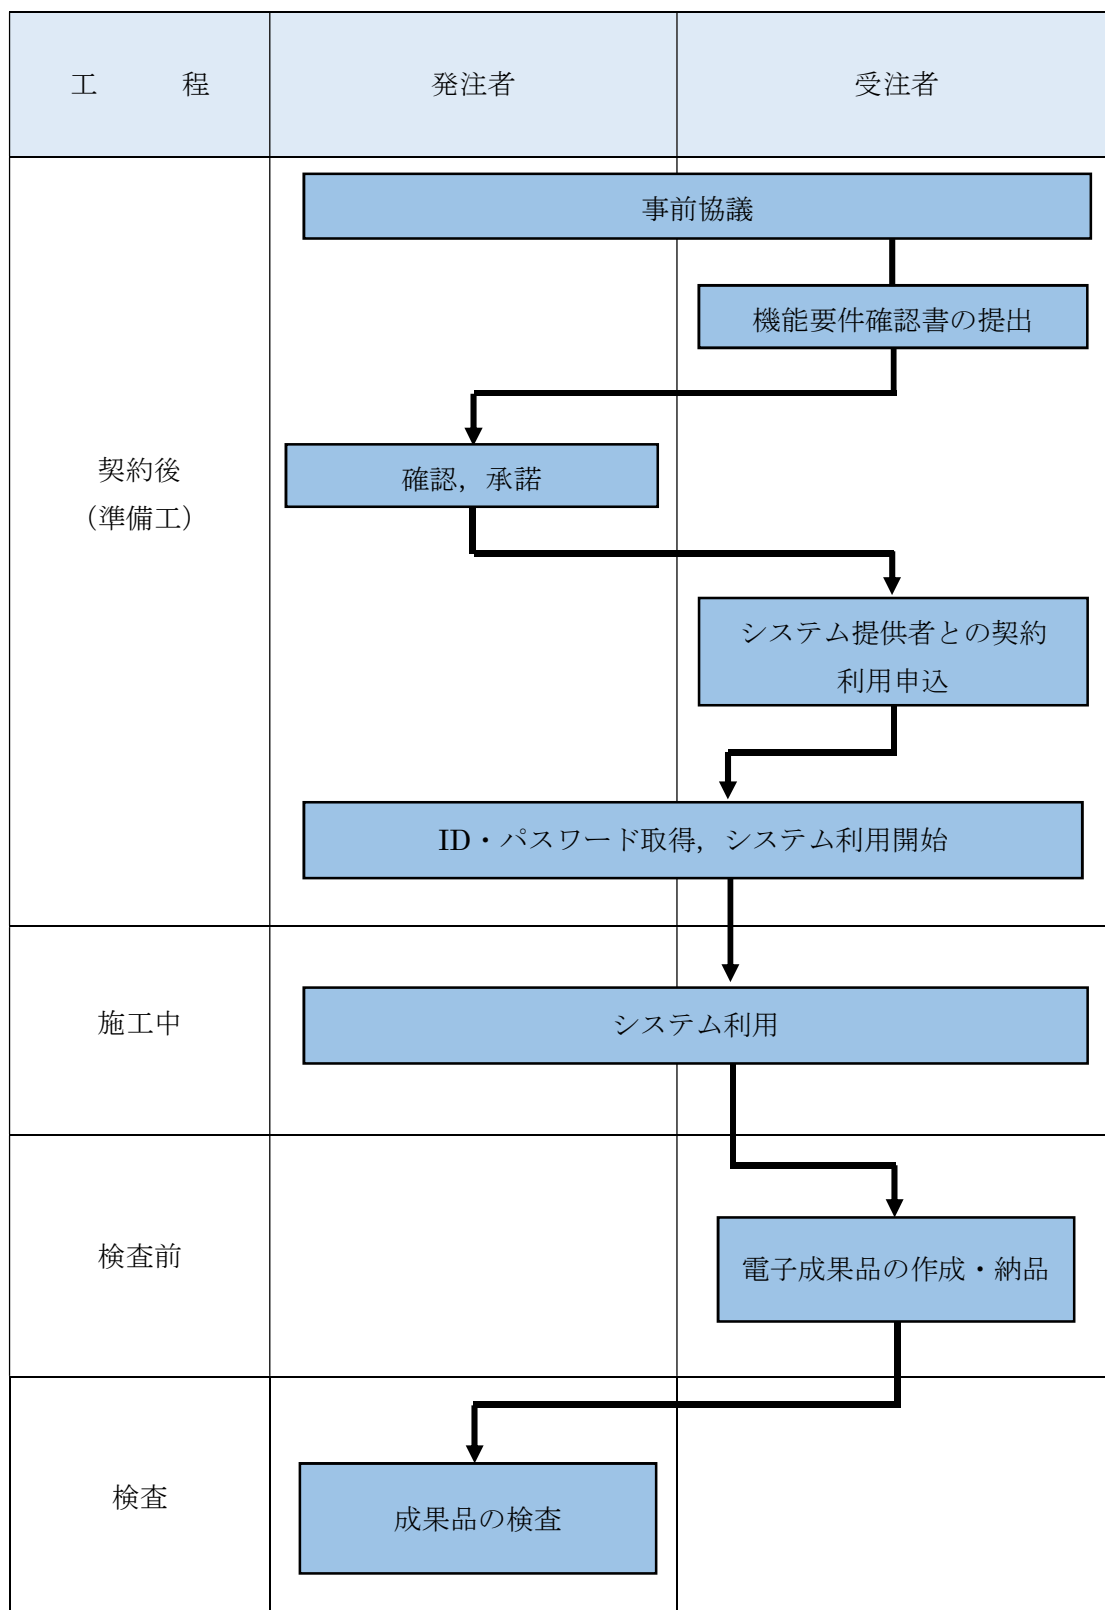 工　　　程
発注者
受注者
事前協議
機能要件確認書の提出
契約後
（準備工）
確認，承諾
システム提供者との契約
利用申込
ID・パスワード取得，システム利用開始
施工中
システム利用
検査前
電子成果品の作成・納品
検査
成果品の検査